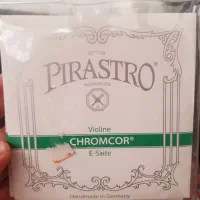 PIRASTRO
Violine
CHROMCOR®
E-Saite
Handmade in Germany